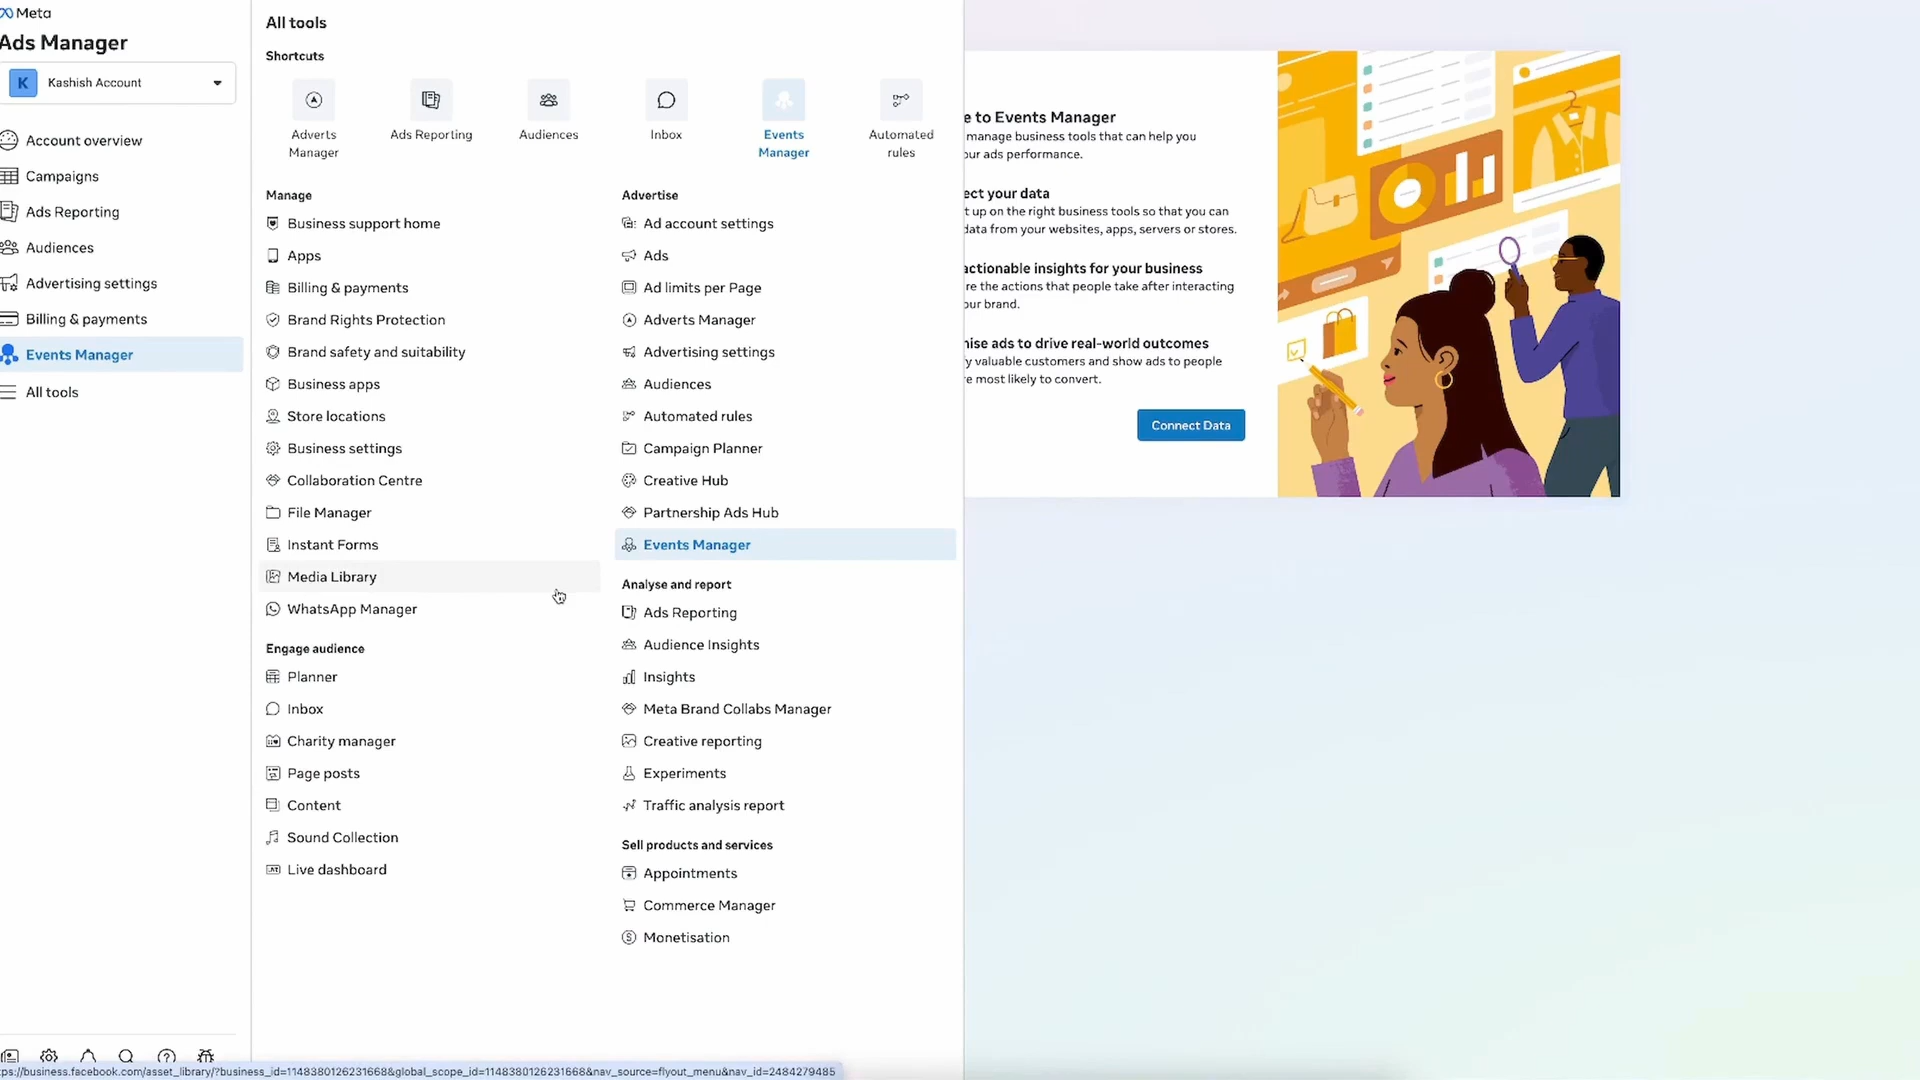 Meta
Ads Manager
K
Kashish Account
Account overview
Campaigns
Ads Reporting
Audiences
Advertising settings
Billing & payments
Events Manager
All tools
All tools
Shortcuts
Adverts
Manager
Ads Reporting
Audiences
Inbox
Events
Manager
Automated
rules
Manage
Business support home
Apps
Billing & payments
Brand Rights Protection
Brand safety and suitability
Business apps
Store locations
Business settings
Collaboration Centre
File Manager
Instant Forms
Media Library
WhatsApp Manager
Engage audience
Planner
Inbox
Charity manager
Page posts
Content
Sound Collection
Live dashboard
Advertise
Ad account settings
Ads
Ad limits per Page
Adverts Manager
Advertising settings
Audiences
Automated rules
Campaign Planner
Creative Hub
Partnership Ads Hub
Events Manager
Analyse and report
Ads Reporting
Audience Insights
Insights
Meta Brand Collabs Manager
Creative reporting
Experiments
Traffic analysis report
Sell products and services
Appointments
Commerce Manager
Monetisation
e to Events Manager
manage business tools that can help you
our ads performance.
ect your data
t up on the right business tools so that you can
data from your websites, apps, servers or stores.
actionable insights for your business
re the actions that people take after interacting
our brand.
nise ads to drive real-world outcomes
y valuable customers and show ads to people
e most likely to convert.
Connect Data
tps://business.facebook.com/asset_library/?business_id=1148380126231668&global_scope_id=1148380126231668&nav_source=flyout_menu&nav_id=2484279485